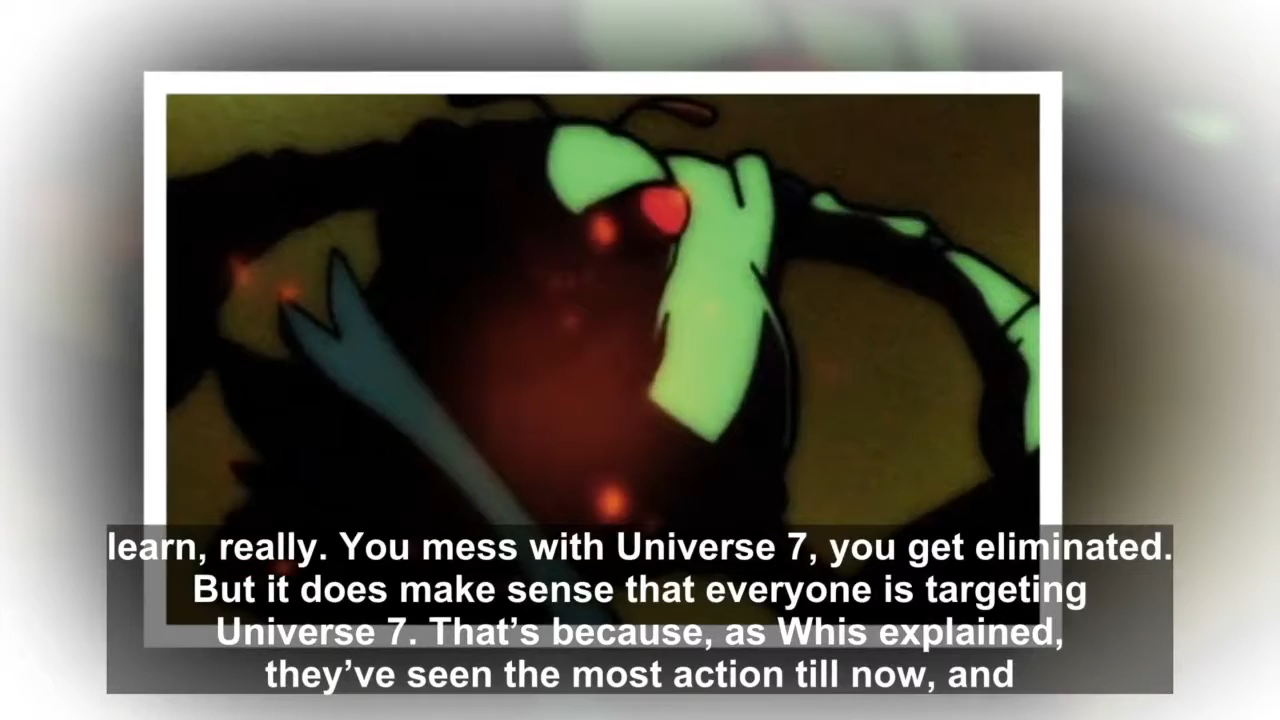 learn, really. You mess with Universe 7, you get eliminated.
But it does make sense that everyone is targeting
Universe 7. That’s because, as Whis explained,
they’ve seen the most action till now, and